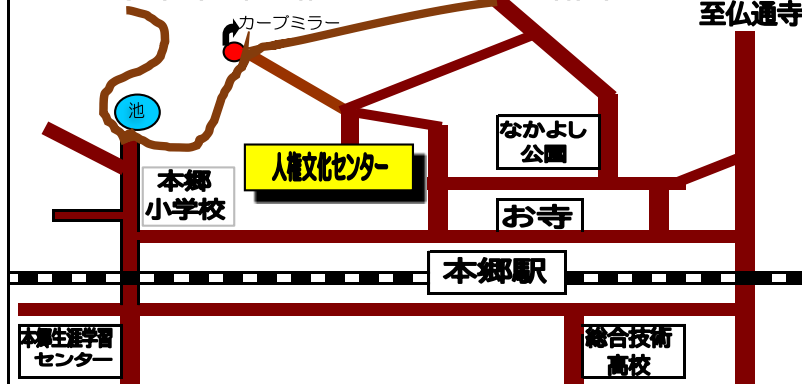 至仏通寺
カーブミラー
池
なかよし
公園
人権文化センター
本郷
小学校
お寺
本郷駅
本郷生涯学習
センター
総合技術
高校